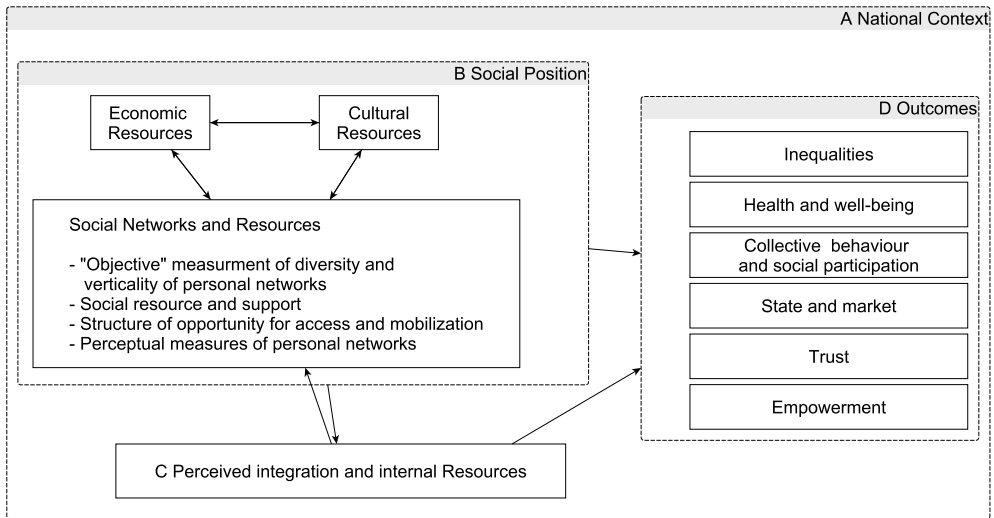 A National Context
B Social Position
Economic
Resources
Cultural
Resources
Social Networks and Resources
- "Objective" measurment of diversity and
verticality of personal networks
- Social resource and support
- Structure of opportunity for access and mobilization
- Perceptual measures of personal networks
C Perceived integration and internal Resources
D Outcomes
Inequalities
Health and well-being
Collective behaviour
and social participation
State and market
Trust
Empowerment